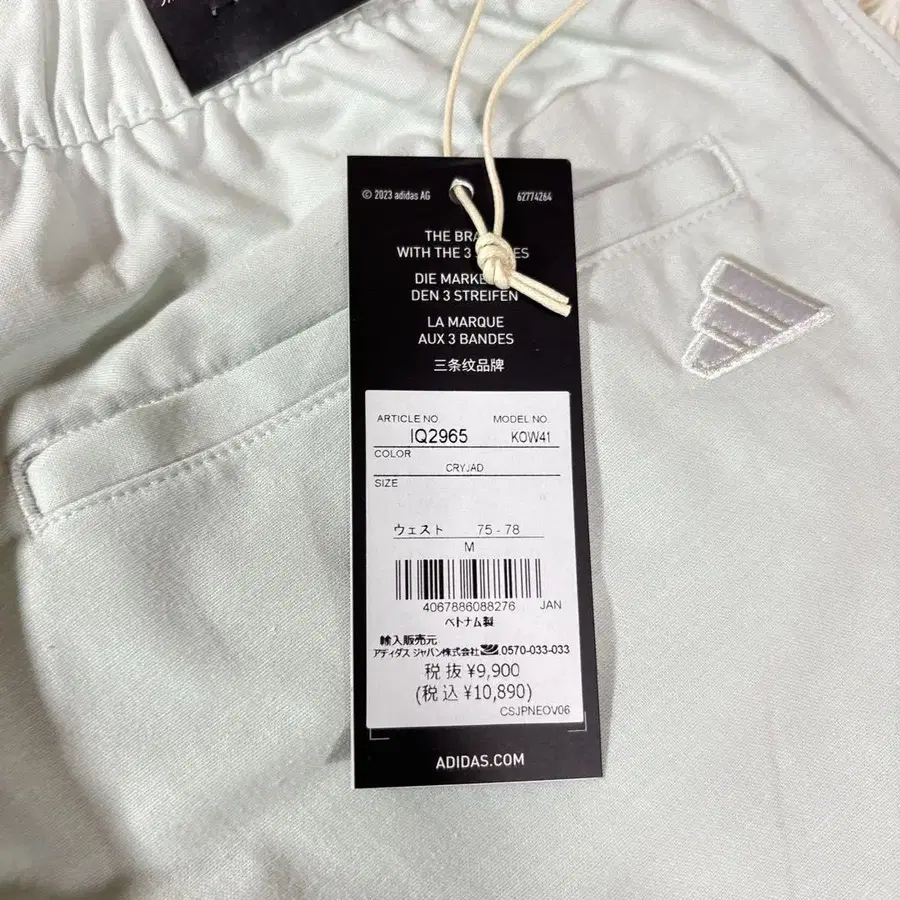 © 2023 adidas AG 62774264
THE BRA
WITH THE 3 ES
DIE MARKE
DEN 3 STREIFEN
LA MARQUE
AUX 3 BANDES
三条纹品牌
ARTICLE NO. MODEL NO.
IQ2965 KOW41
COLOR
CRYJAD
SIZE
ウェスト 75 - 78
M
4067886088276 JAN
ベトナム製
輸入販売元
アディダス ジャパン株式会社 0570-033-033
税抜 ¥9,900
(税込 ¥10,890)
CSJPNEOV06
ADIDAS.COM